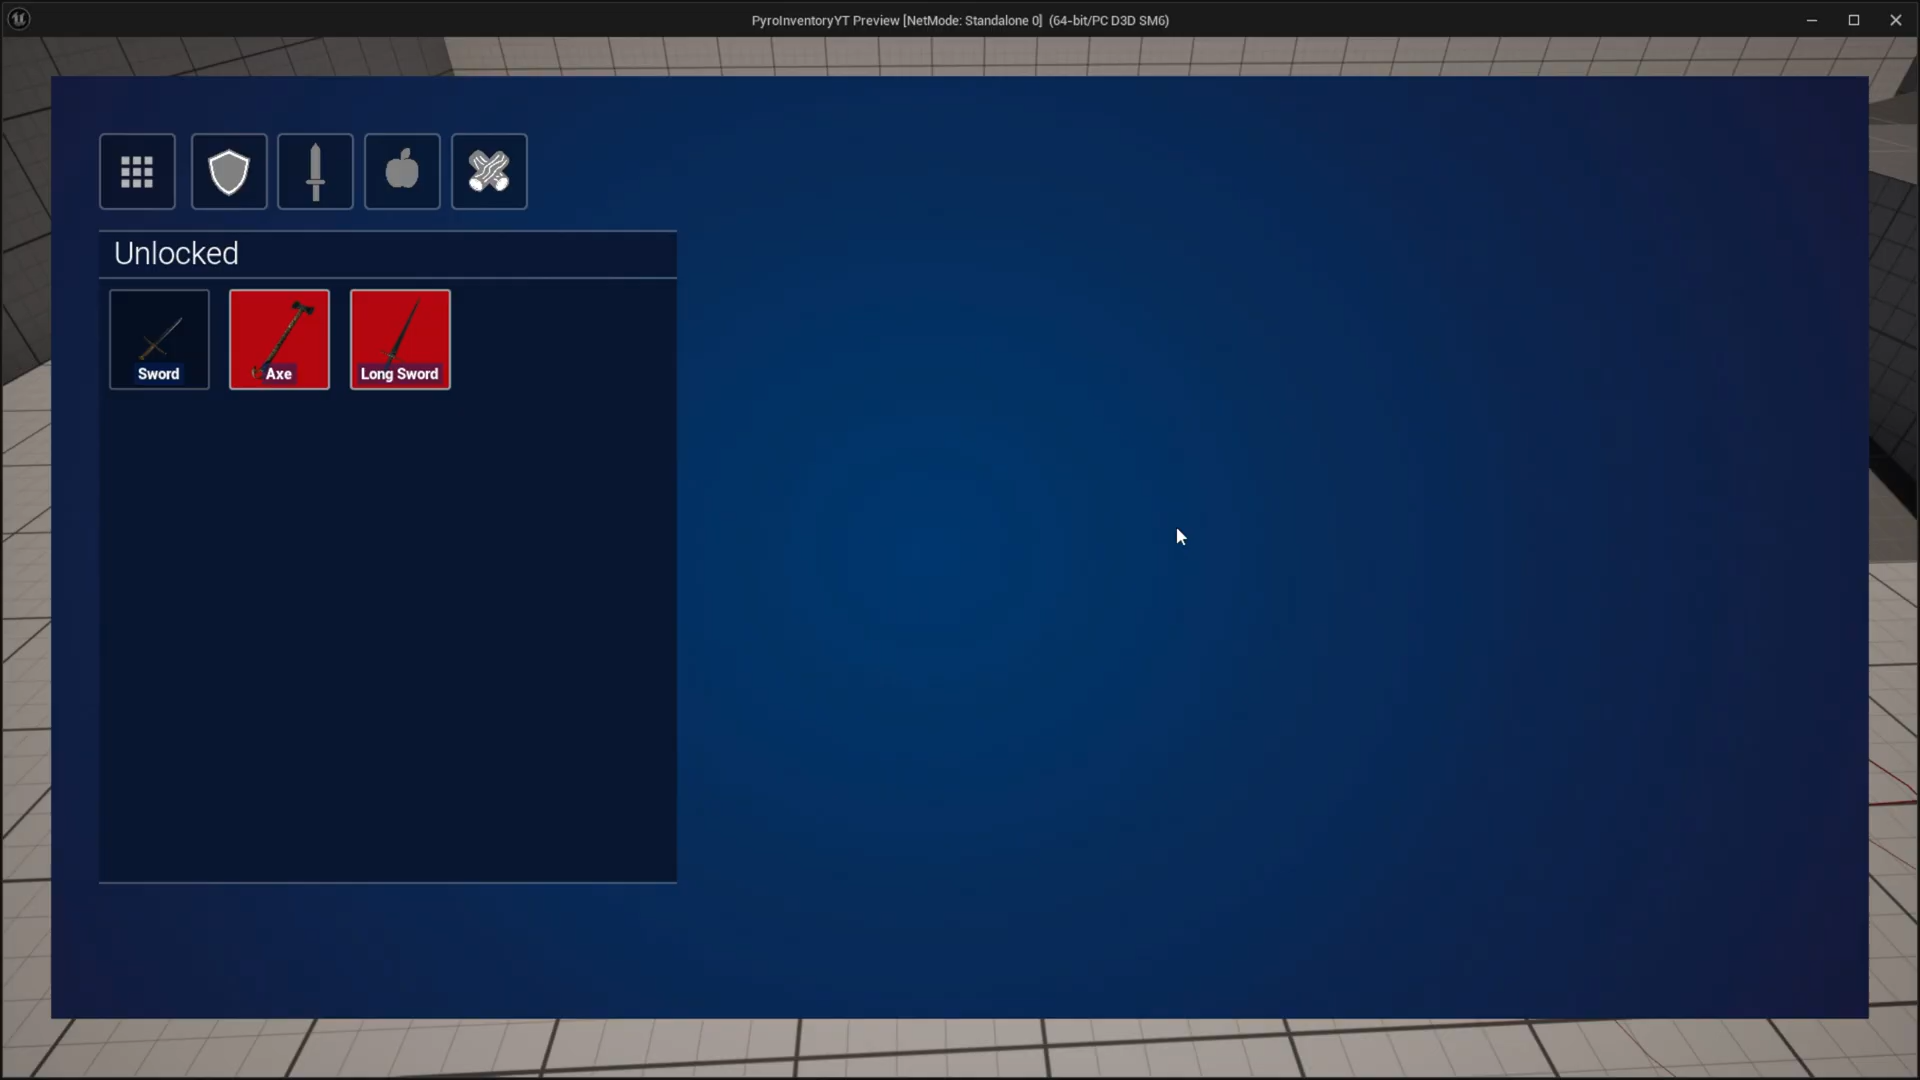 PyroInventoryYT Preview [NetMode: Standalone 0] (64-bit/PC D3D SM6)
Unlocked
Sword
Axe
Long Sword